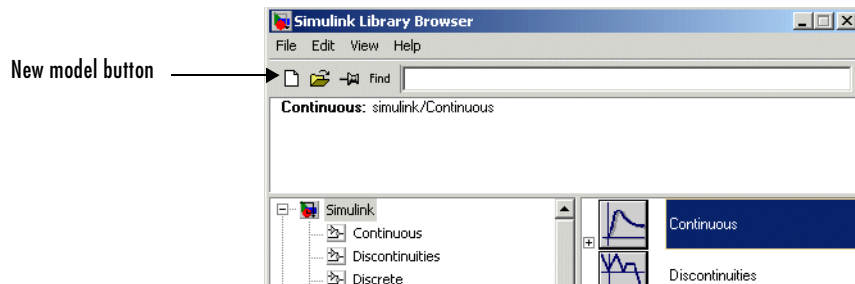 Simulink Library Browser
File Edit View Help
New model button
Find
Continuous: simulink/Continuous
Simulink
Continuous
Discontinuities
Discrete
Continuous
Discontinuities